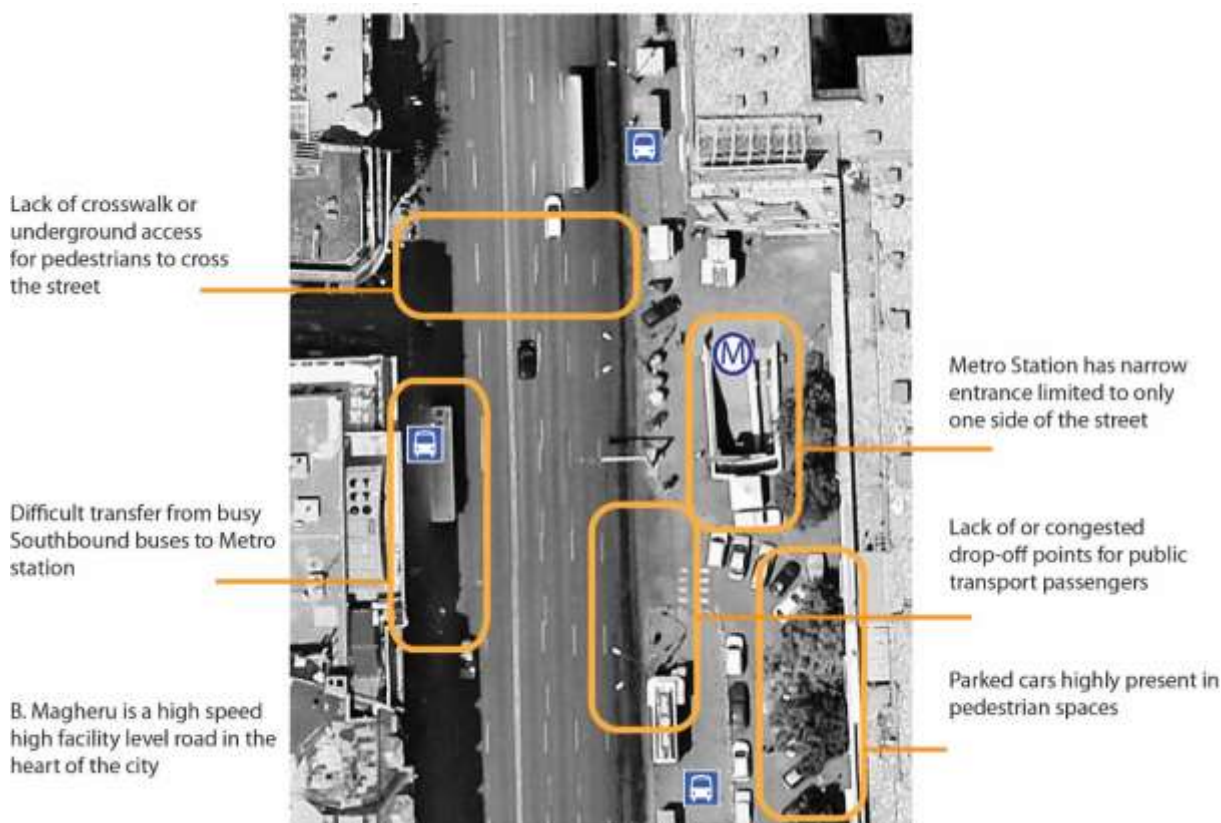 Lack of crosswalk or
underground access
for pedestrians to cross
the street
Difficult transfer from busy
Southbound buses to Metro
station
B. Magheru is a high speed
high facility level road in the
heart of the city
M
Metro Station has narrow
entrance limited to only
one side of the street
Lack of or congested
drop-off points for public
transport passengers
Parked cars highly present in
pedestrian spaces